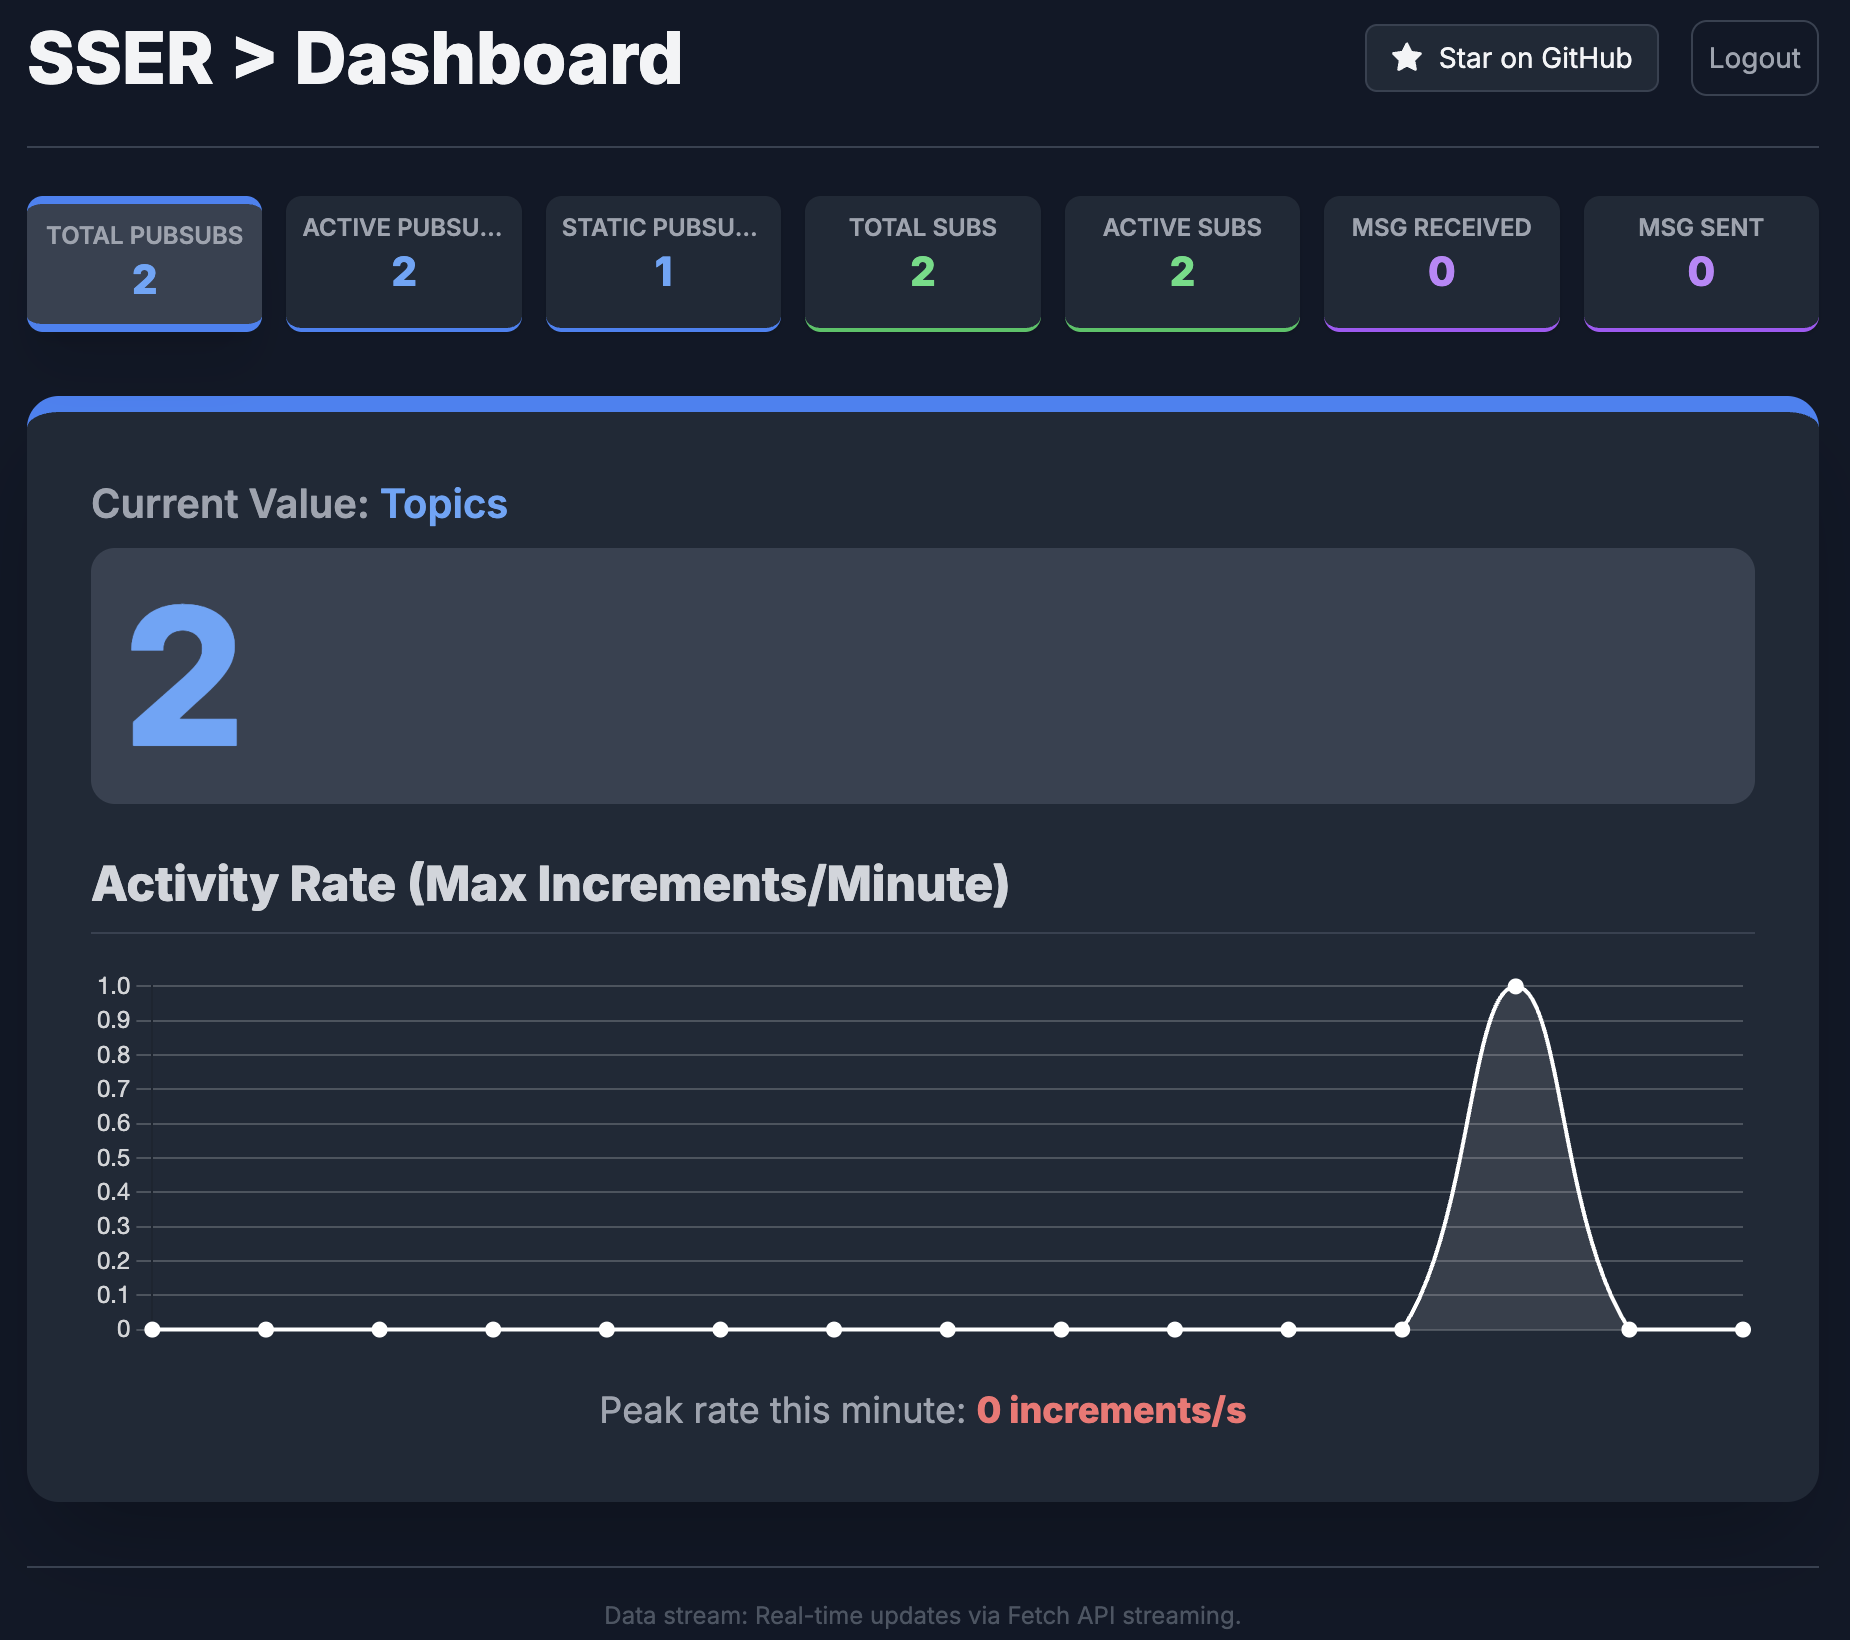 SSER > Dashboard
Star on GitHub
Logout
TOTAL PUBSUBS
2
ACTIVE PUBSU...
2
STATIC PUBSU...
1
TOTAL SUBS
2
ACTIVE SUBS
2
MSG RECEIVED
0
MSG SENT
0
Current Value: Topics
2
Activity Rate (Max Increments/Minute)
1.0
0.9
0.8
0.7
0.6
0.5
0.4
0.3
0.2
0.1
0
Peak rate this minute: 0 increments/s
Data stream: Real-time updates via Fetch API streaming.